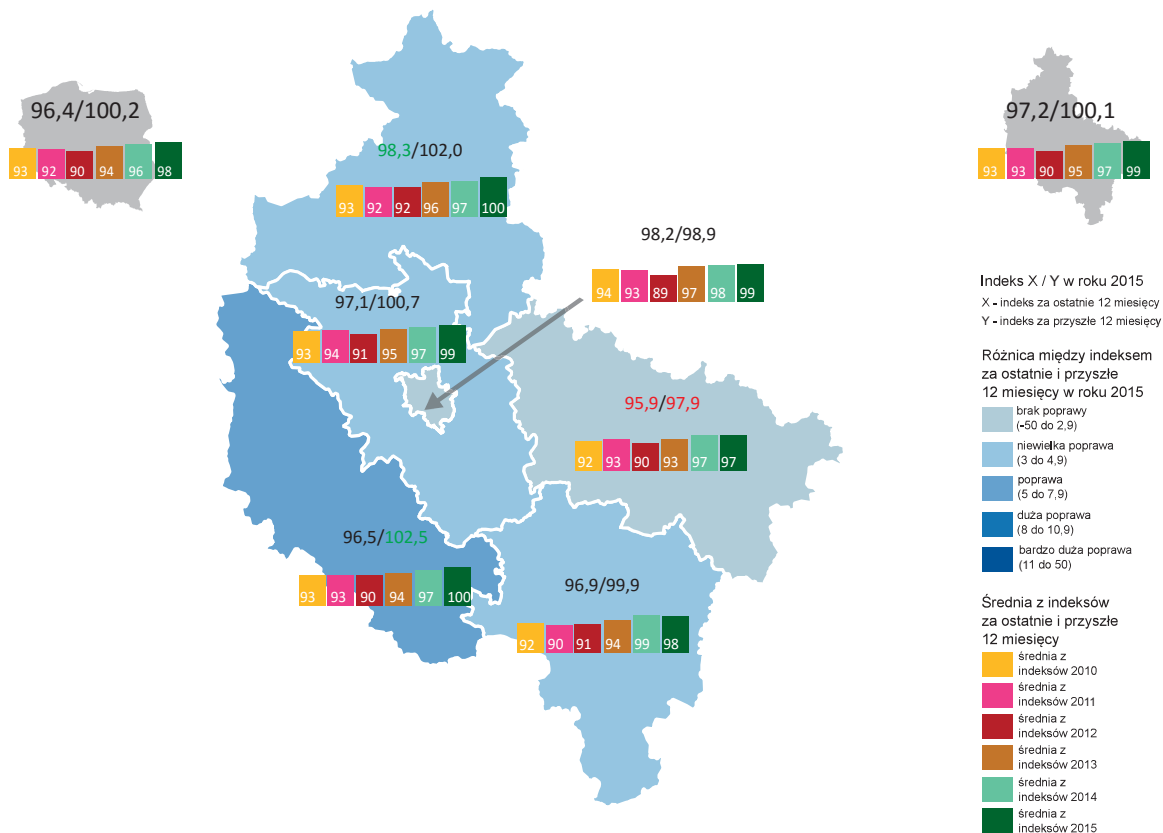 96,4/100,2
93 92 90 94 96 98
97,2/100,1
93 93 90 95 97 99
98,3/102,0
93 92 92 96 97 100
98,2/98,9
94 93 89 97 98 99
97,1/100,7
93 94 91 95 97 99
95,9/97,9
92 93 90 93 97 97
96,5/102,5
93 93 90 94 97 100
96,9/99,9
92 90 91 94 99 98
Indeks X / Y w roku 2015
X - indeks za ostatnie 12 miesięcy
Y - indeks za przyszłe 12 miesięcy
Różnica między indeksem
za ostatnie i przyszłe
12 miesięcy w roku 2015
brak poprawy
(-50 do 2,9)
niewielka poprawa
(3 do 4,9)
poprawa
(5 do 7,9)
duża poprawa
(8 do 10,9)
bardzo duża poprawa
(11 do 50)
Średnia z indeksów
za ostatnie i przyszłe
12 miesięcy
średnia z
indeksów 2010
średnia z
indeksów 2011
średnia z
indeksów 2012
średnia z
indeksów 2013
średnia z
indeksów 2014
średnia z
indeksów 2015